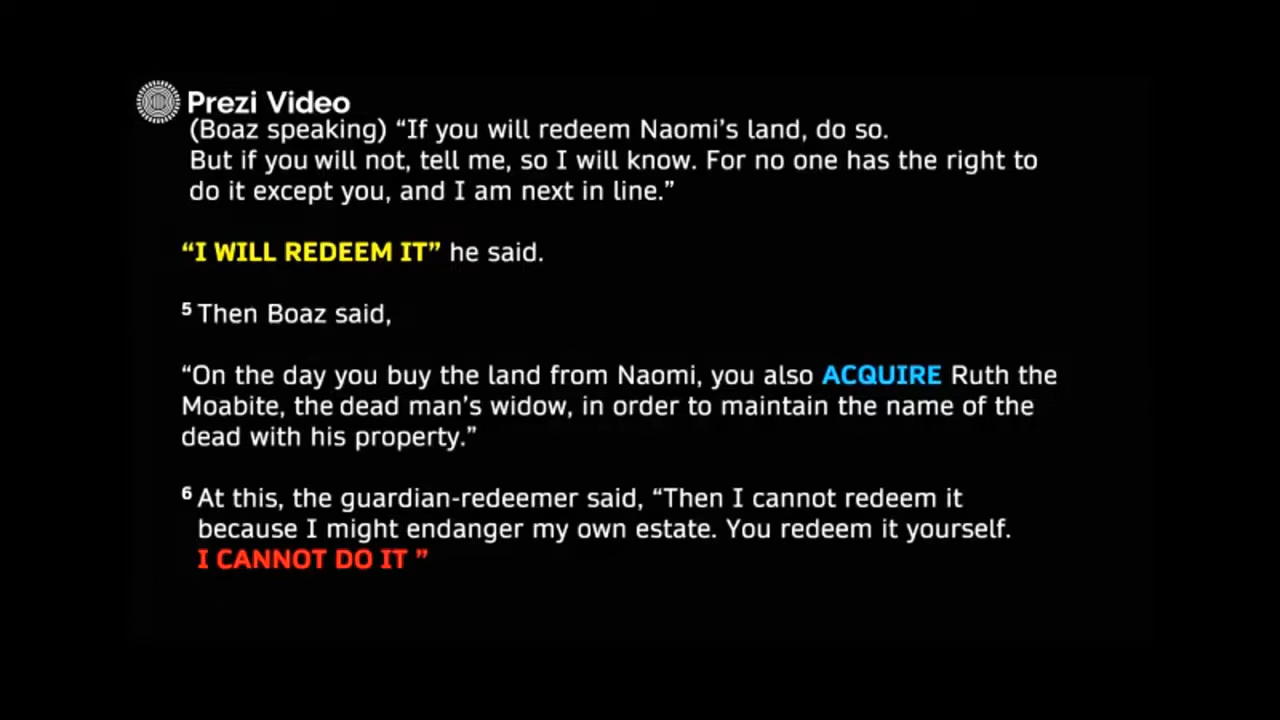 Prezi Video
(Boaz speaking) “If you will redeem Naomi’s land, do so.
But if you will not, tell me, so I will know. For no one has the right to
do it except you, and I am next in line.”
“I WILL REDEEM IT” he said.
5 Then Boaz said,
“On the day you buy the land from Naomi, you also ACQUIRE Ruth the
Moabite, the dead man’s widow, in order to maintain the name of the
dead with his property.”
6 At this, the guardian-redeemer said, “Then I cannot redeem it
because I might endanger my own estate. You redeem it yourself.
I CANNOT DO IT ”